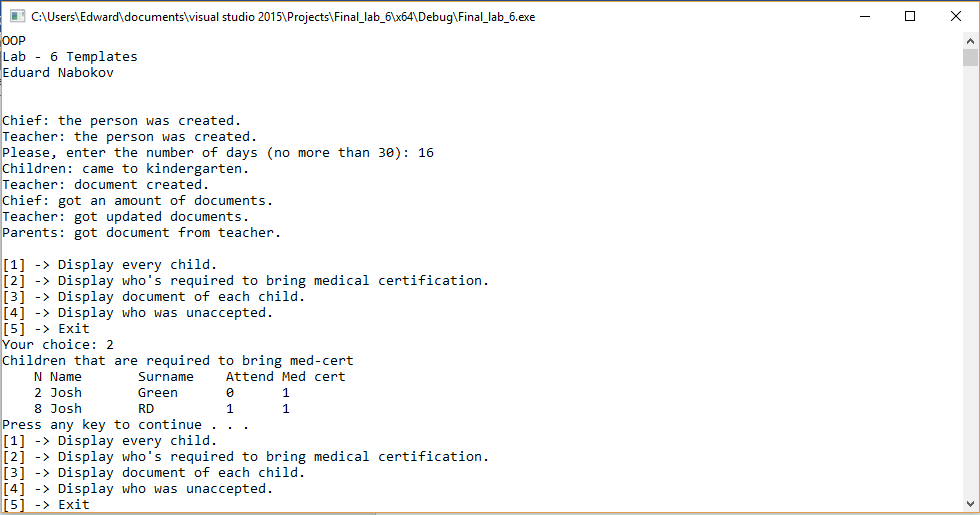 C:\Users\Edward\documents\visual studio 2015\Projects\Final_lab_6\x64\Debug\Final_lab_6.exe
OOP
Lab - 6 Templates
Eduard Nabokov
Chief: the person was created.
Teacher: the person was created.
Please, enter the number of days (no more than 30): 16
Children: came to kindergarten.
Teacher: document created.
Chief: got an amount of documents.
Teacher: got updated documents.
Parents: got document from teacher.
[1] -> Display every child.
[2] -> Display who's required to bring medical certification.
[3] -> Display document of each child.
[4] -> Display who was unaccepted.
[5] -> Exit
Your choice: 2
Children that are required to bring med-cert
N Name Surname Attend Med cert
2 Josh Green 0 1
8 Josh RD 1 1
Press any key to continue . . .
[1] -> Display every child.
[2] -> Display who's required to bring medical certification.
[3] -> Display document of each child.
[4] -> Display who was unaccepted.
[5] -> Exit